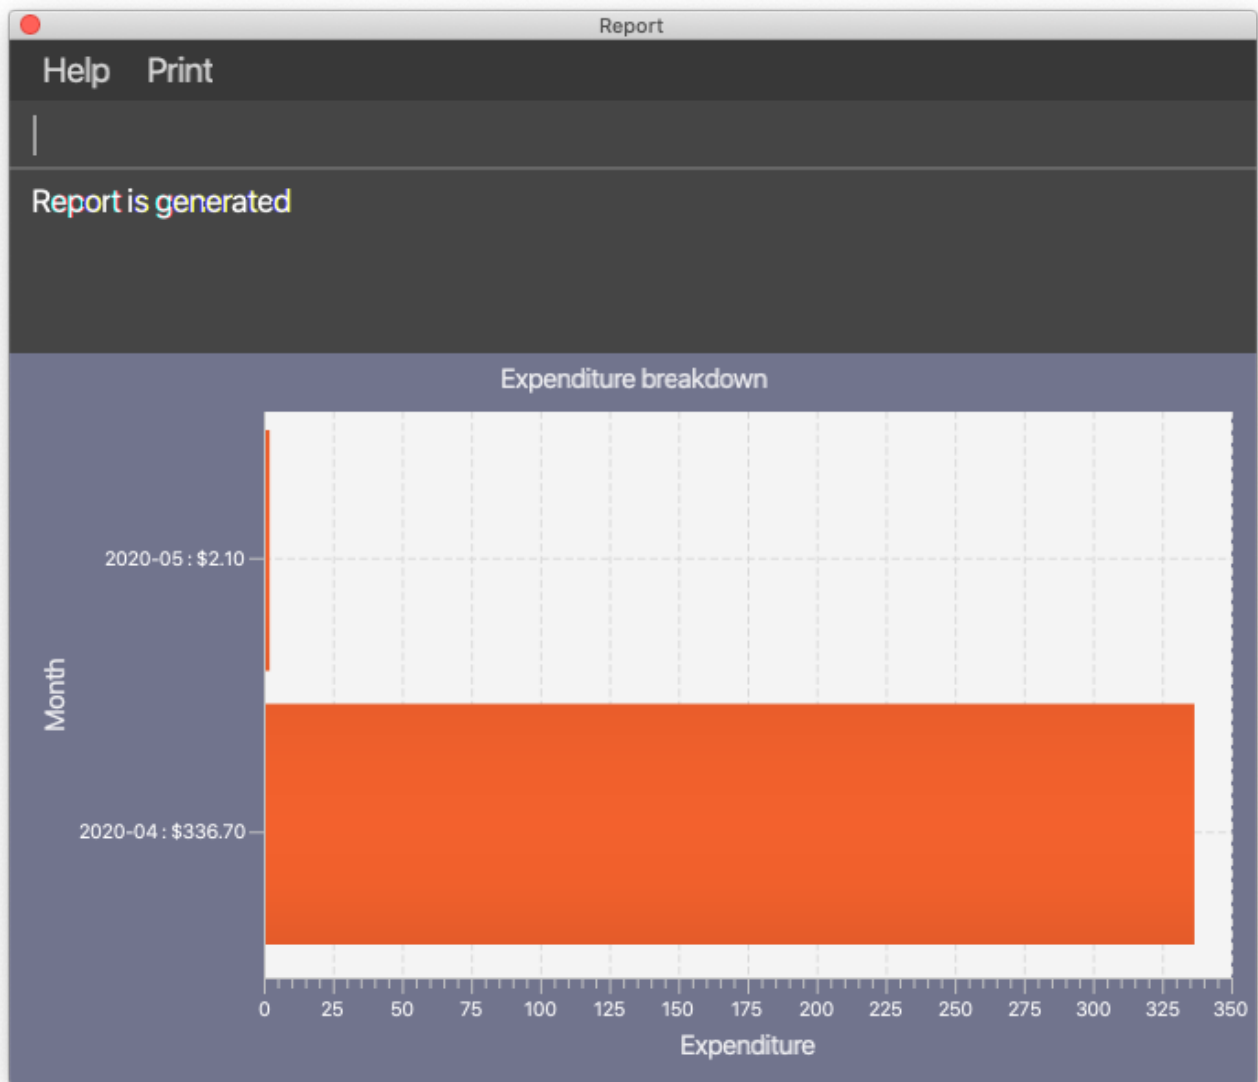 Report
Help Print
Report is generated
Expenditure breakdown
2020-05 : $2.10
Month
2020-04 : $336.70
0 25 50 75 100 125 150 175 200 225 250 275 300 325 350
Expenditure